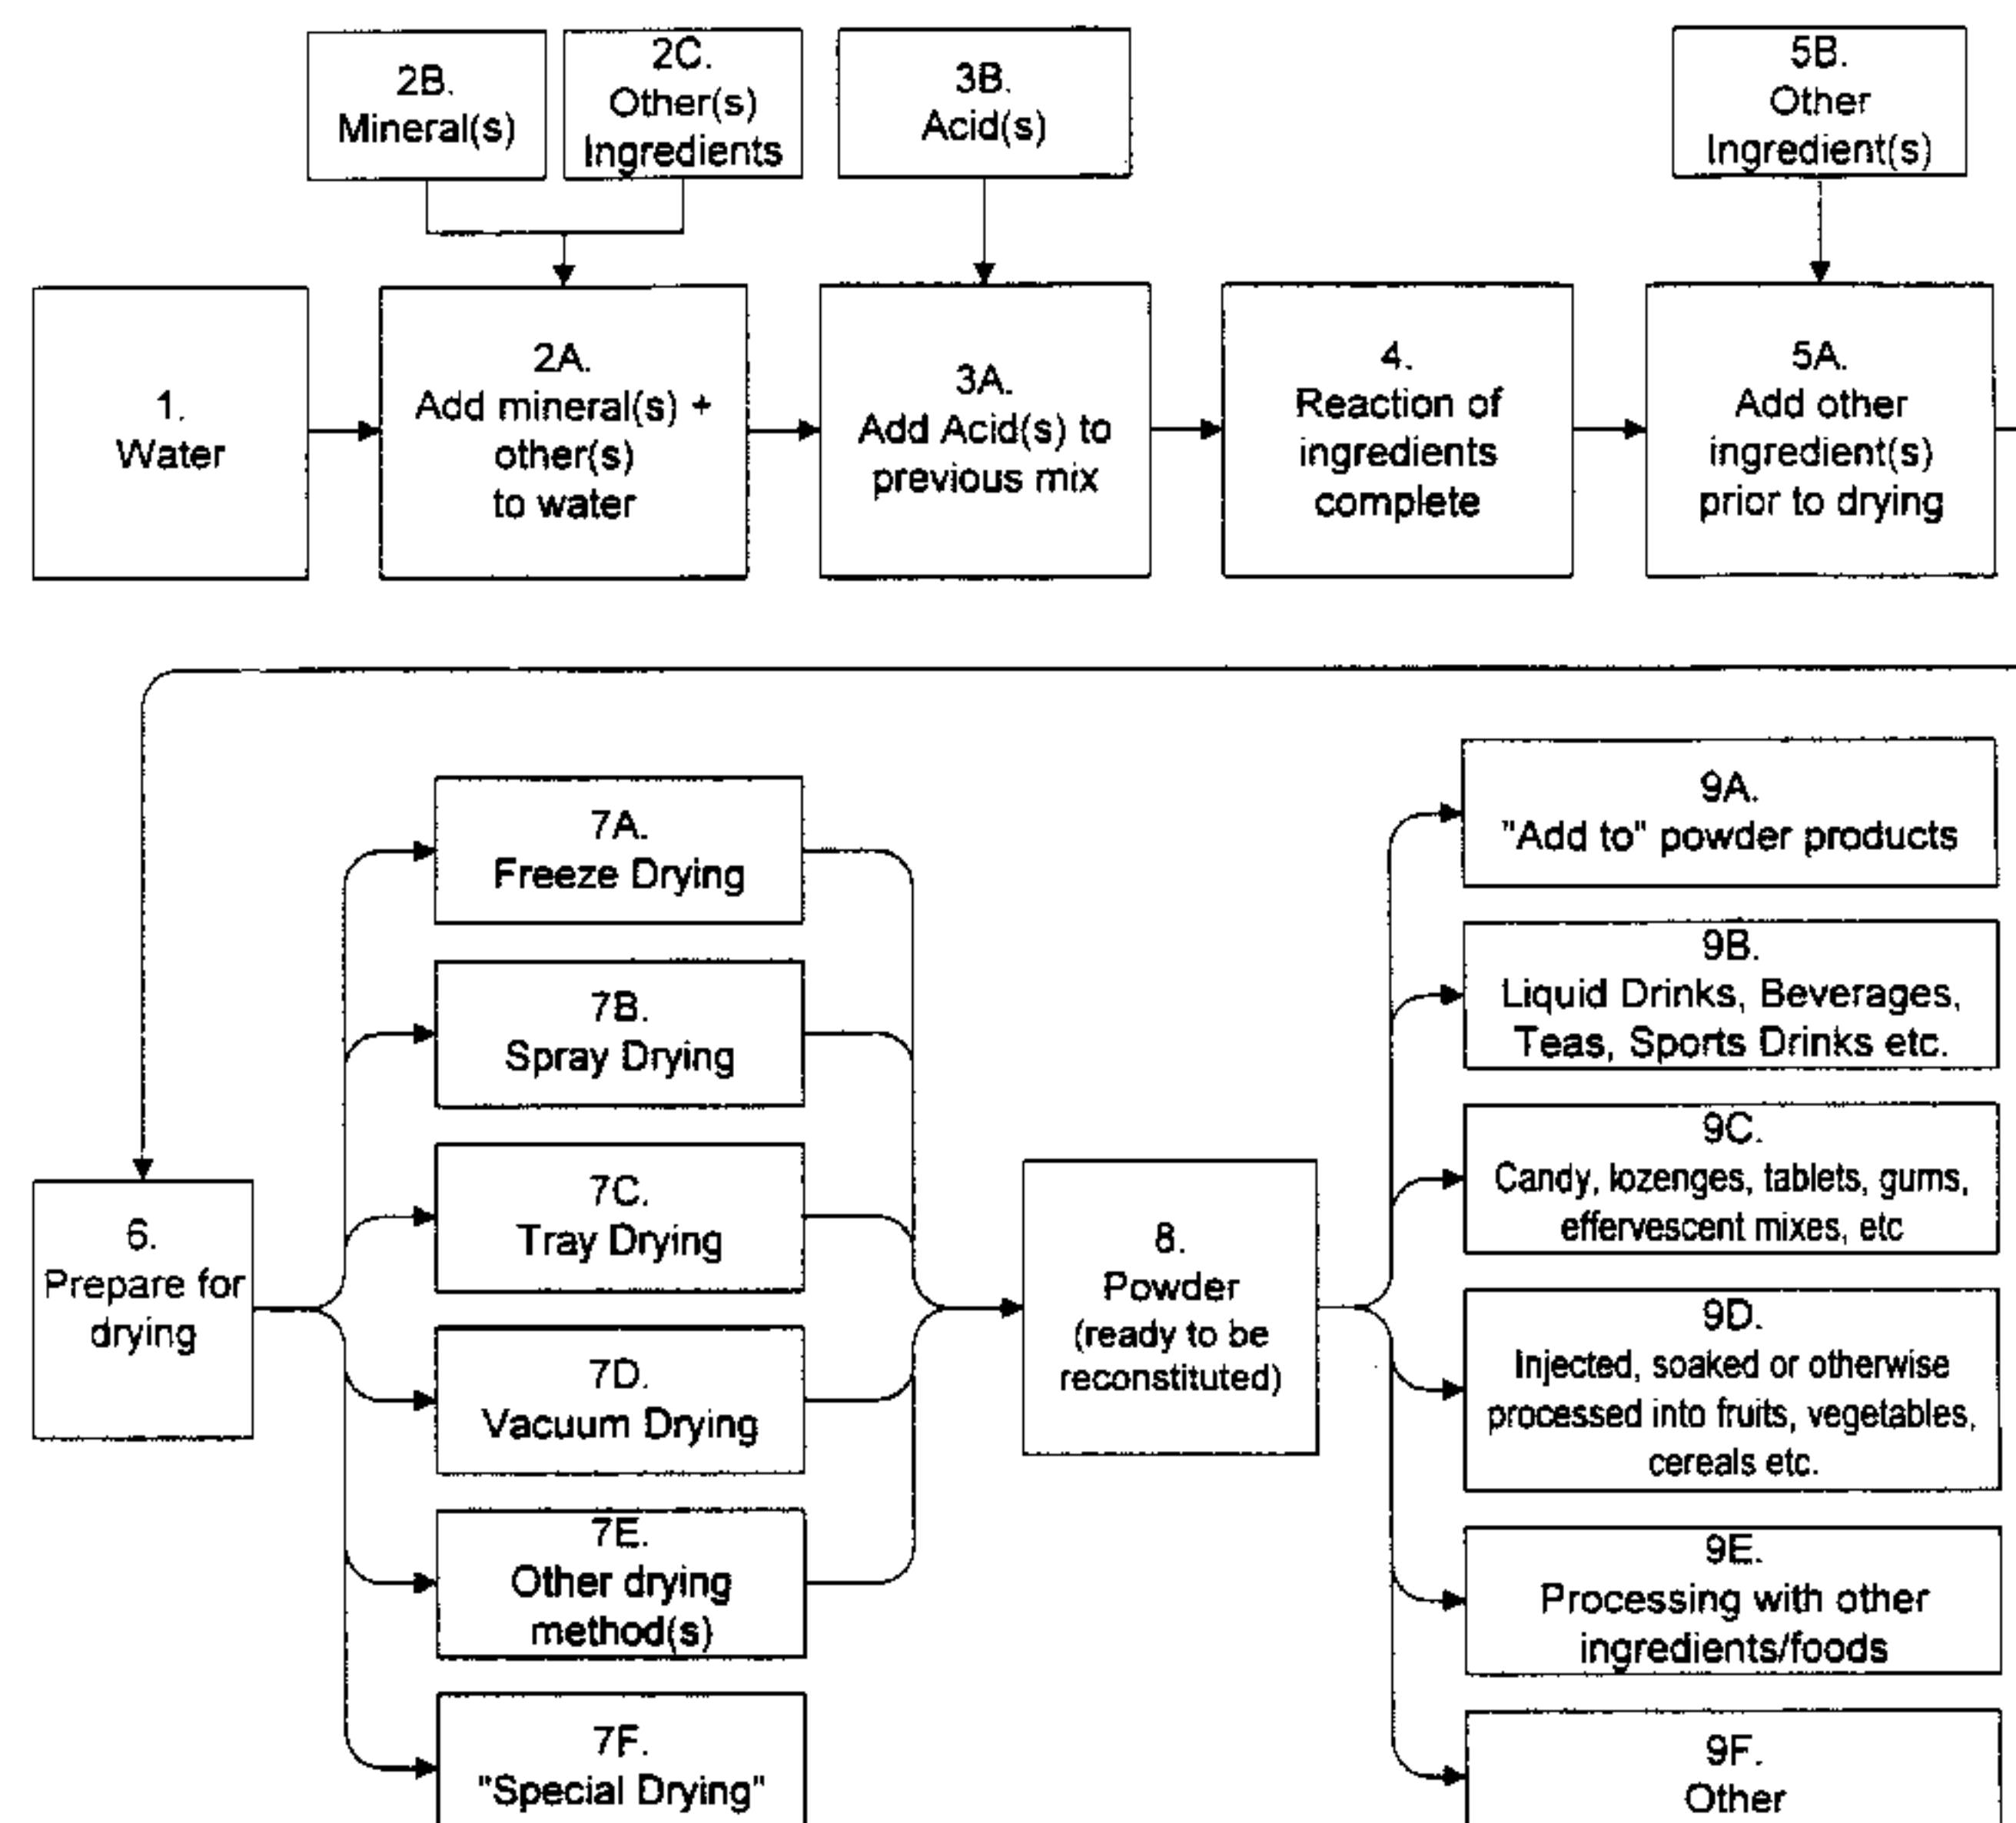 2B.
Mineral(s)
2C.
Other(s)
Ingredients
3B.
Acid(s)
5B.
Other
Ingredient(s)
1.
Water
2A.
Add mineral(s) +
other(s)
to water
3A.
Add Acid(s) to
previous mix
4.
Reaction of
ingredients
complete
5A.
Add other
ingredient(s)
prior to drying
6.
Prepare for
drying
7A.
Freeze Drying
7B.
Spray Drying
7C.
Tray Drying
7D.
Vacuum Drying
7E.
Other drying
method(s)
7F.
"Special Drying"
8.
Powder
(ready to be
reconstituted)
9A.
"Add to" powder products
9B.
Liquid Drinks, Beverages,
Teas, Sports Drinks etc.
9C.
Candy, lozenges, tablets, gums,
effervescent mixes, etc
9D.
Injected, soaked or otherwise
processed into fruits, vegetables,
cereals etc.
9E.
Processing with other
ingredients/foods
9F.
Other